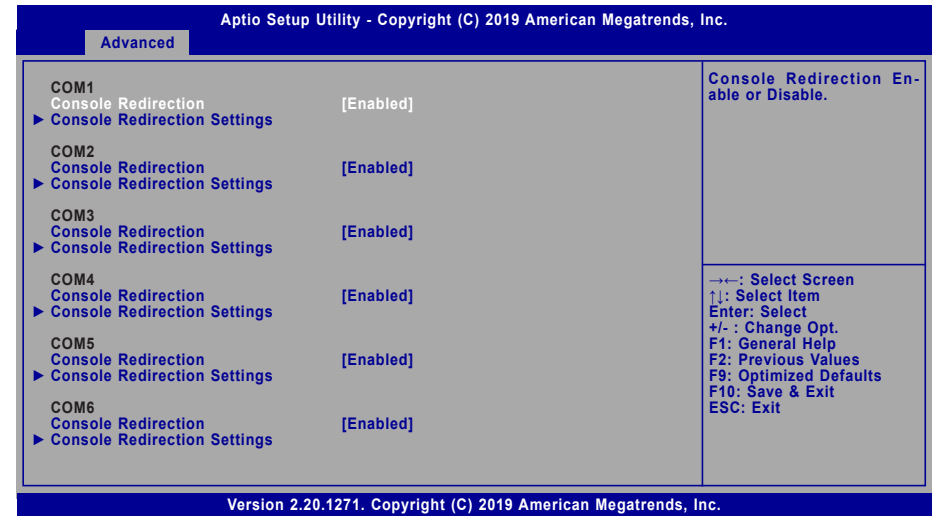 Aptio Setup Utility - Copyright (C) 2019 American Megatrends, Inc.
Advanced
COM1
Console Redirection [Enabled]
▶ Console Redirection Settings
COM2
Console Redirection [Enabled]
▶ Console Redirection Settings
COM3
Console Redirection [Enabled]
▶ Console Redirection Settings
COM4
Console Redirection [Enabled]
▶ Console Redirection Settings
COM5
Console Redirection [Enabled]
▶ Console Redirection Settings
COM6
Console Redirection [Enabled]
▶ Console Redirection Settings
Console Redirection En-
able or Disable.
→←: Select Screen
↑↓: Select Item
Enter: Select
+/- : Change Opt.
F1: General Help
F2: Previous Values
F9: Optimized Defaults
F10: Save & Exit
ESC: Exit
Version 2.20.1271. Copyright (C) 2019 American Megatrends, Inc.